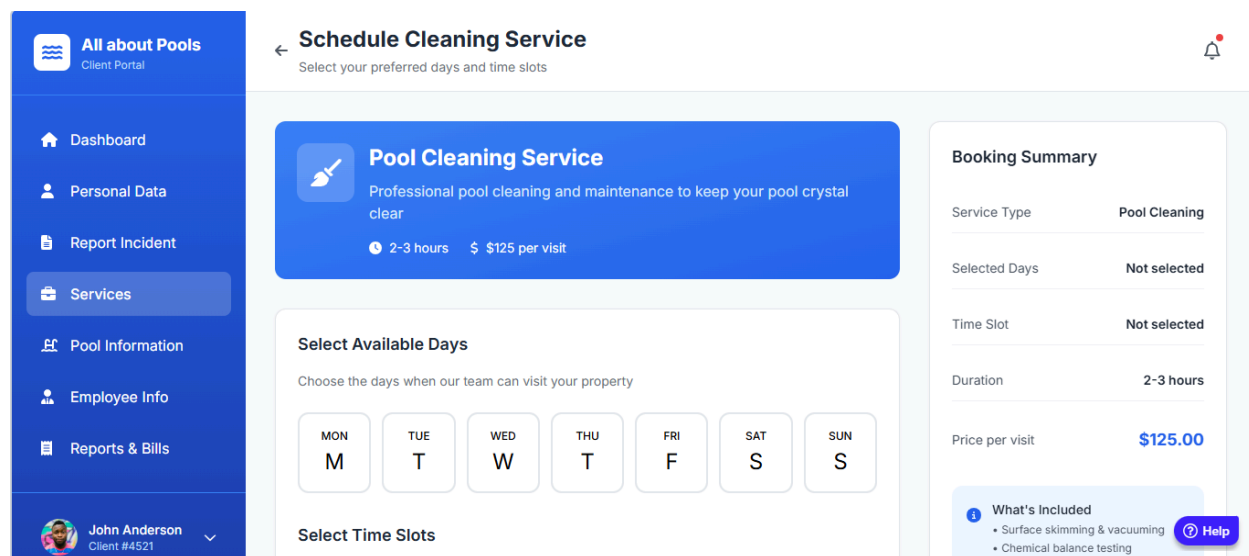 All about Pools
Client Portal
Dashboard
Personal Data
Report Incident
Services
Pool Information
Employee Info
Reports & Bills
John Anderson
Client #4521
Schedule Cleaning Service
Select your preferred days and time slots
Pool Cleaning Service
Professional pool cleaning and maintenance to keep your pool crystal
clear
2-3 hours $ $125 per visit
Select Available Days
Choose the days when our team can visit your property
MON TUE WED THU FRI SAT SUN
M T W T F S S
Select Time Slots
Booking Summary
Service Type Pool Cleaning
Selected Days Not selected
Time Slot Not selected
Duration 2-3 hours
Price per visit $125.00
What's Included
• Surface skimming & vacuuming
• Chemical balance testing
Help